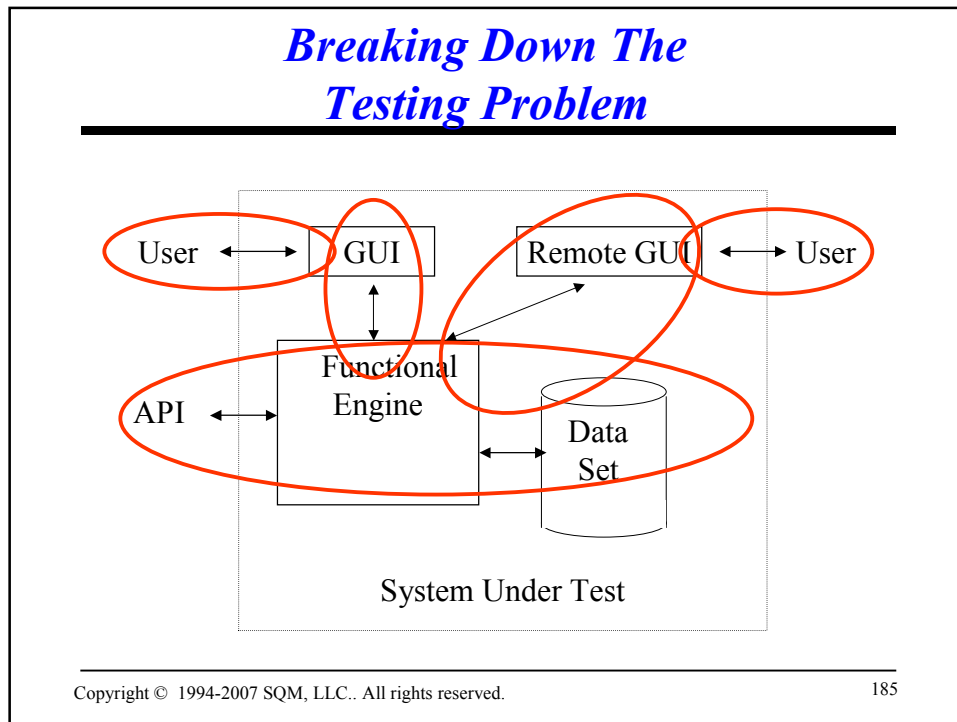 Breaking Down The
Testing Problem
User
GUI
Remote GUI
User
Functional
Engine
API
Data
Set
System Under Test
Copyright © 1994-2007 SQM, LLC.. All rights reserved.
185